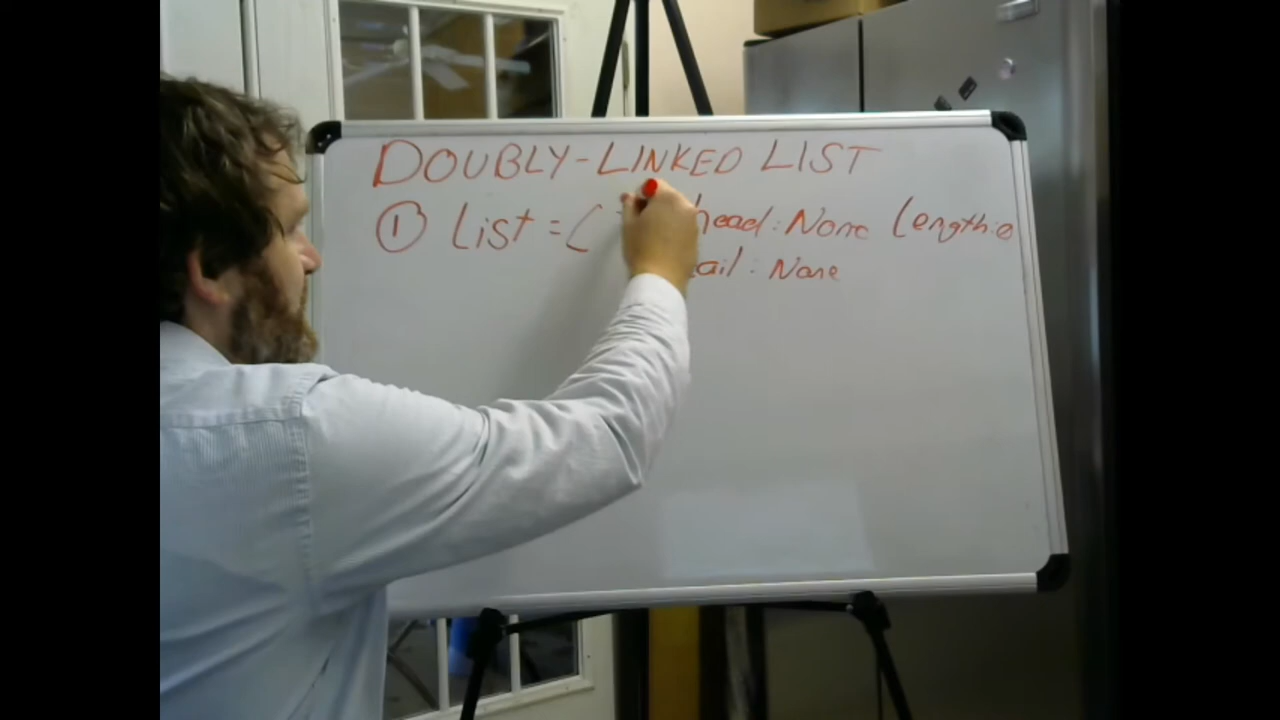 DOUBLY-LINKED LIST
① List = ( head: None Length: 0
tail: None